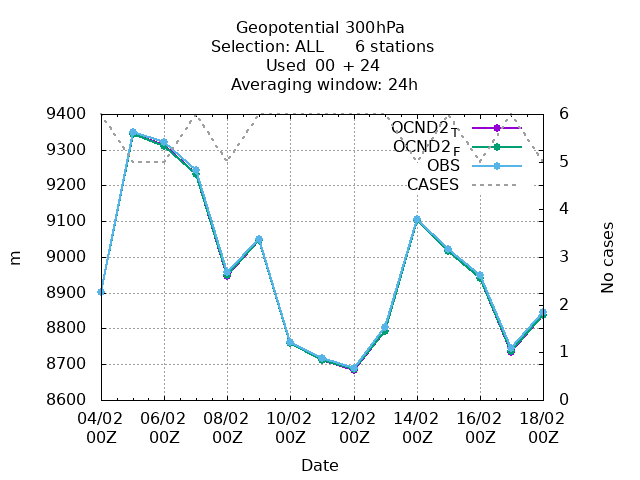 Geopotential 300hPa
Selection: ALL      6 stations
Used  00 + 24
Averaging window: 24h
9400
9300
9200
9100
9000
8900
8800
8700
8600
m
6
5
4
3
2
1
0
No cases
OCND2_T
OCND2_F
OBS
CASES
04/02 06/02 08/02 10/02 12/02 14/02 16/02 18/02
00Z 00Z 00Z 00Z 00Z 00Z 00Z 00Z
Date